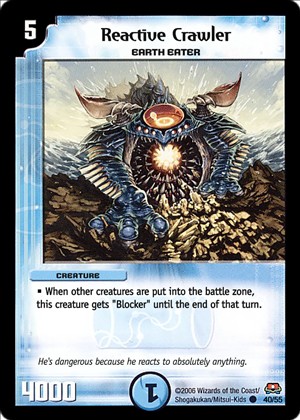 5
Reactive Crawler
EARTH EATER
CREATURE
▪ When other creatures are put into the battle zone,
this creature gets "Blocker" until the end of that turn.
He's dangerous because he reacts to absolutely anything.
4000
1
©2006 Wizards of the Coast/
Shogakukan/Mitsui-Kids ● 40/55